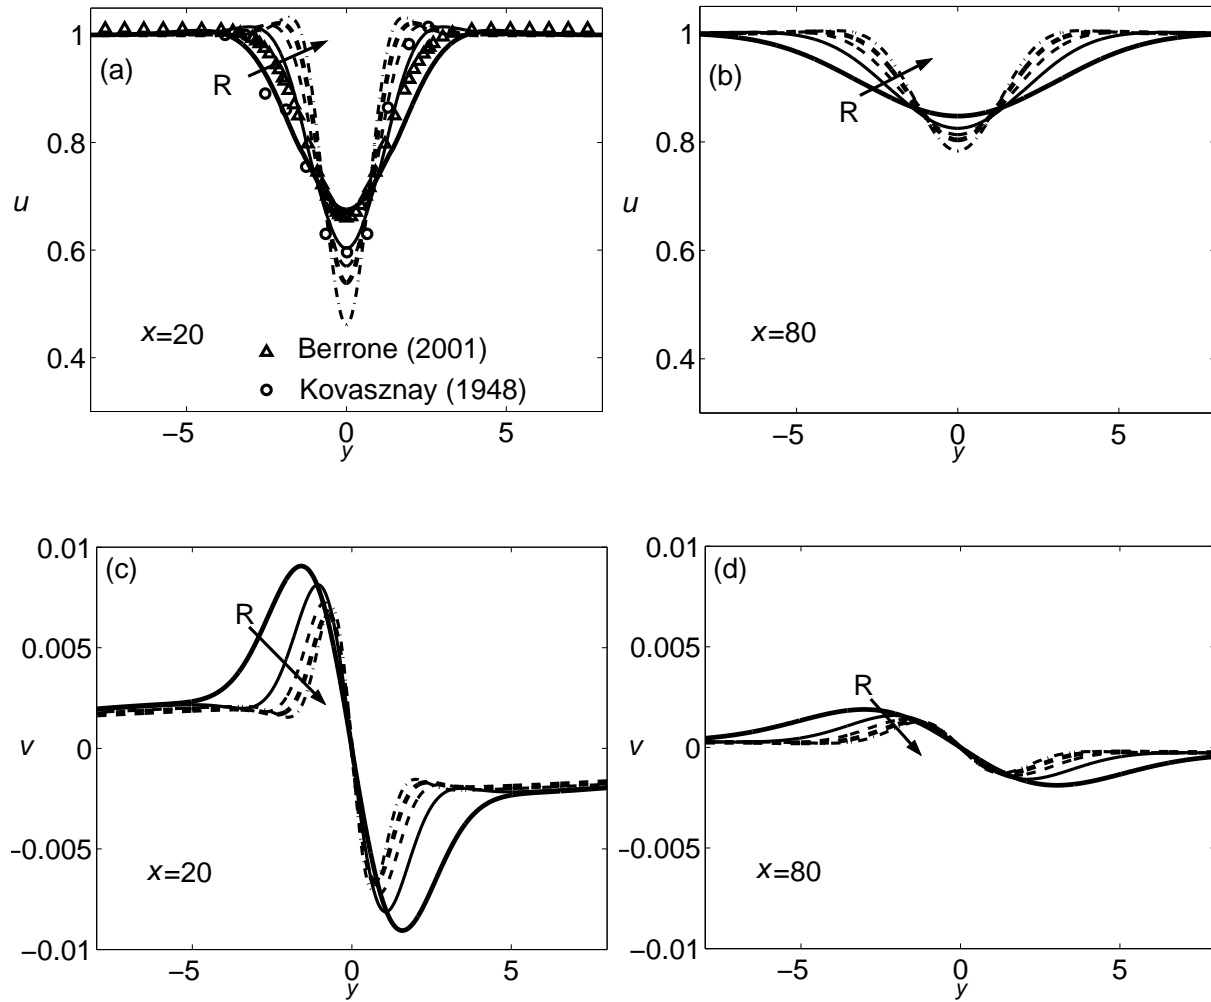 1
(a)
R
0.8
u
0.6
x=20
Berrone (2001)
0.4
Kovasznay (1948)
−5
0
5
y
1
(b)
R
0.8
u
0.6
x=80
0.4
−5
0
5
y
0.01
(c)
R
0.005
v
0
−0.005
x=20
−0.01
−5
0
5
y
0.01
(d)
0.005
R
v
0
−0.005
x=80
−0.01
−5
0
5
y